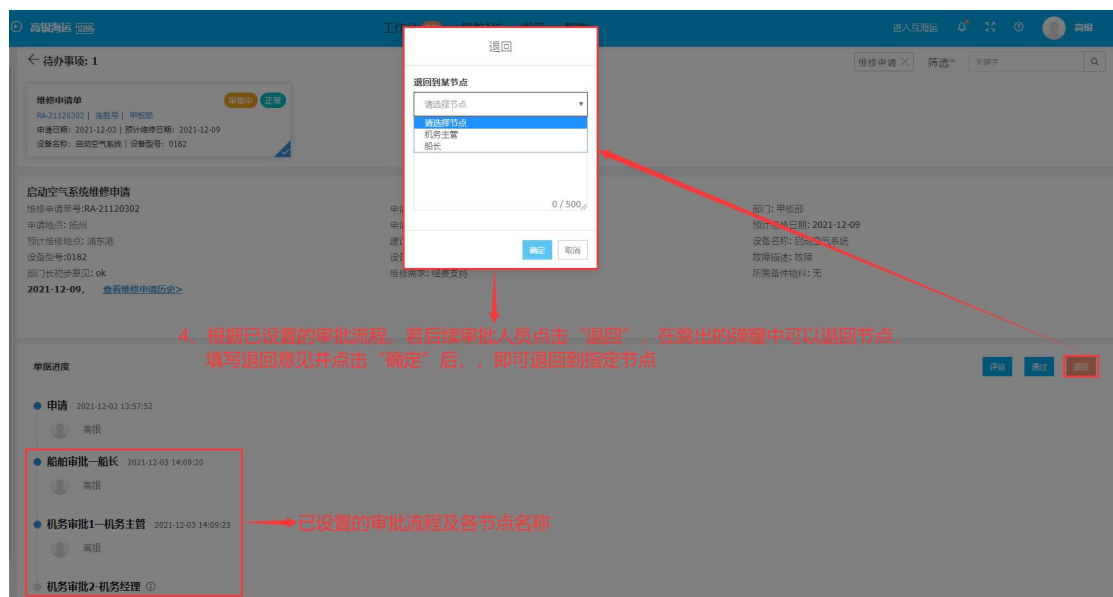 高银海运
工作台
进入互海运
高银
待办事项: 1
维修申请
筛选
关键字
维修申请单
审批中
正常
RA-21120302 | 连胜号 | 甲板部
申请日期: 2021-12-03 | 预计维修日期: 2021-12-09
设备名称: 启动空气系统 | 设备型号: 0182
退回
退回到某节点
请选择节点
请选择节点
机务主管
船长
0 / 500
确定
取消
启动空气系统维修申请
维修申请单号:RA-21120302
部门: 甲板部
申请地点: 扬州
预计维修日期: 2021-12-09
预计维修地点: 浦东港
设备名称: 启动空气系统
设备型号:0182
故障描述: 故障
部门长初步意见: ok
维修需求: 经费支持
所需备件物料: 无
2021-12-09, 查看维修申请历史>
4、根据已设置的审批流程，若后续审批人员点击“退回”，在跳出的弹窗中可以退回节点，
填写退回意见并点击“确定”后，，即可退回到指定节点
单据进度
评论
通过
退回
申请 2021-12-03 13:57:52
高银
船舶审批一船长 2021-12-03 14:09:20
高银
机务审批1一机务主管 2021-12-03 14:09:23
已设置的审批流程及各节点名称
高银
机务审批2-机务经理